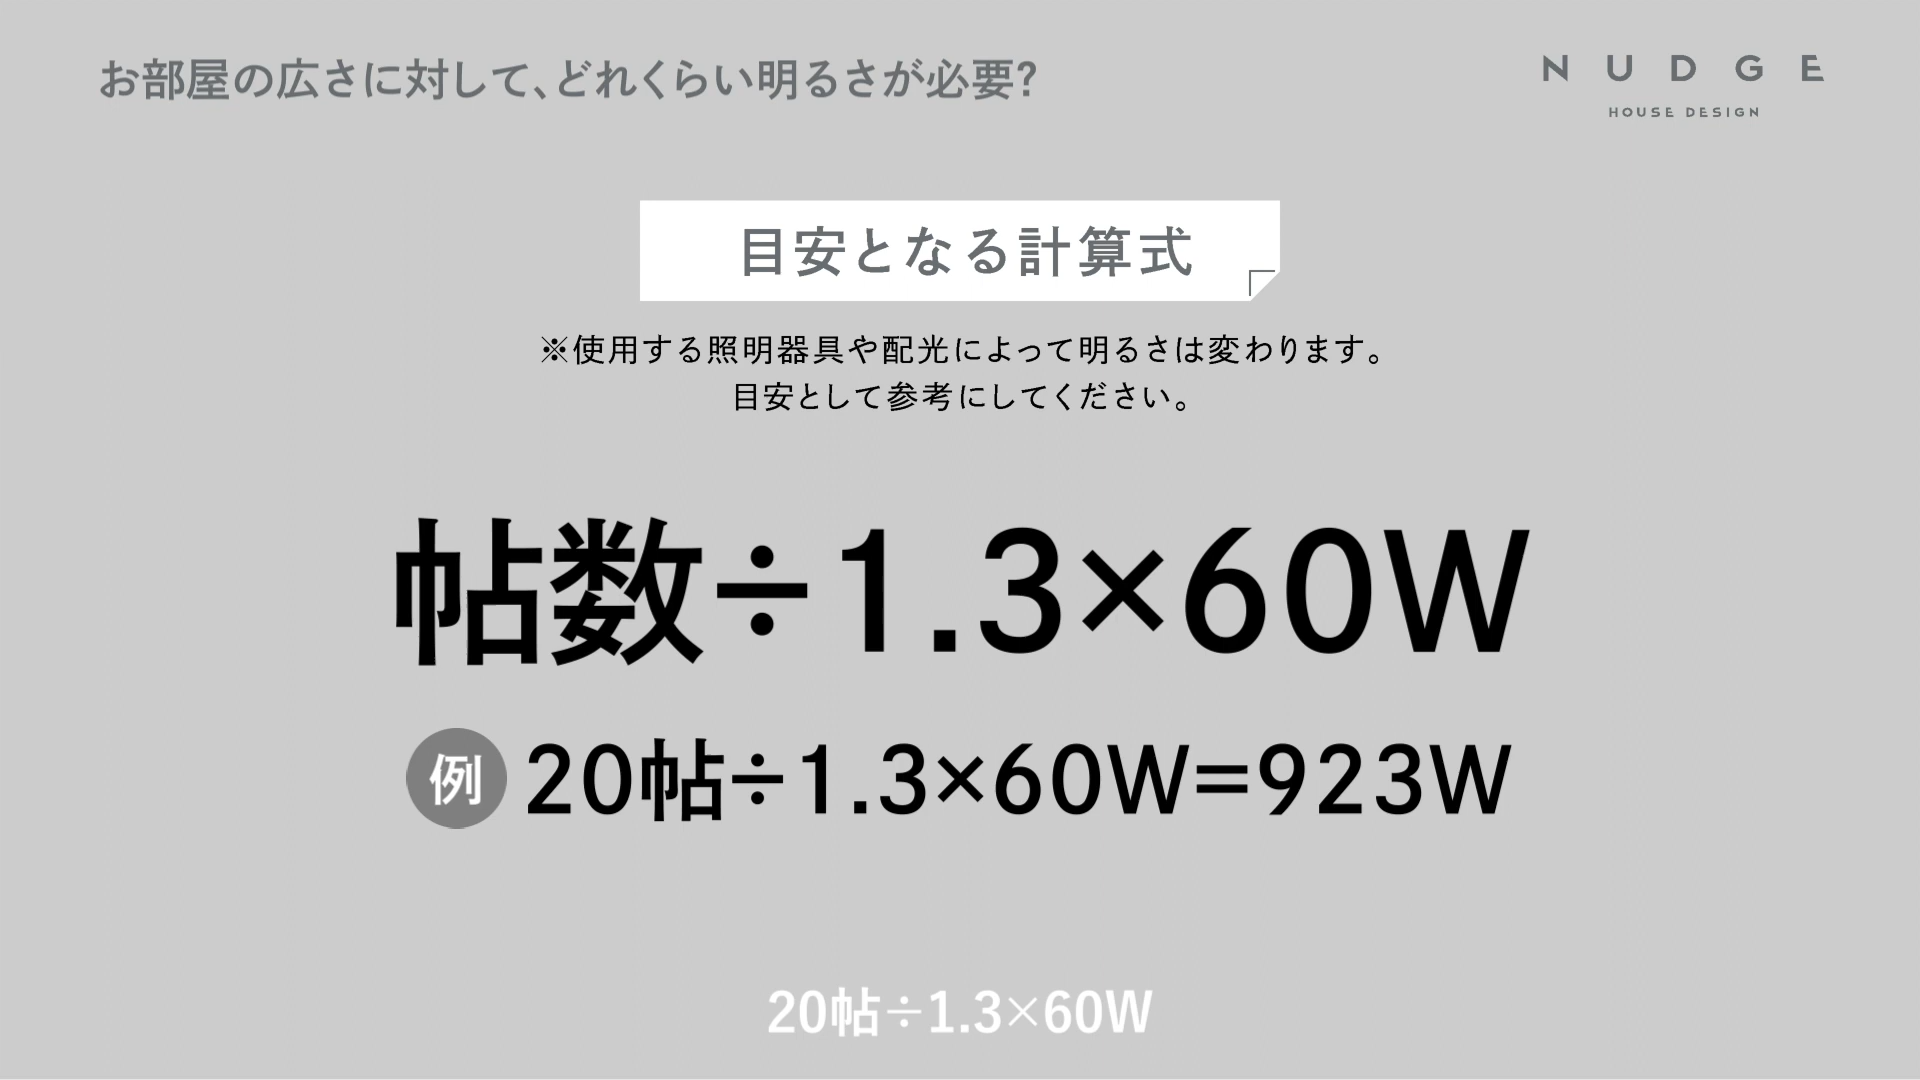 お部屋の広さに対して、どれくらい明るさが必要?
NUDGE
HOUSE DESIGN
目安となる計算式
※使用する照明器具や配光によって明るさは変わります。
目安として参考にしてください。
帖数÷1.3×60W
例 20帖÷1.3×60W=923W
20帖÷1.3×60W